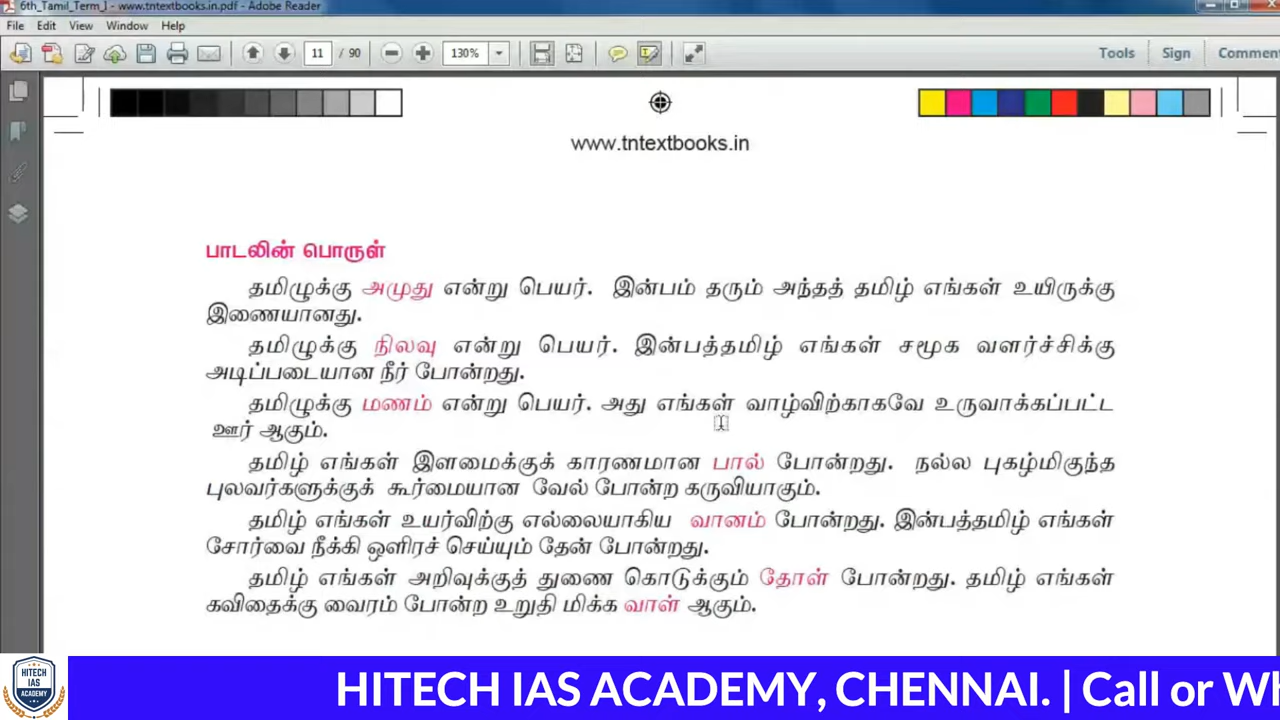 6th_Tamil_Term_I - www.tntextbooks.in.pdf - Adobe Reader
File Edit View Window Help
11 / 90 130% Tools Sign Comment
www.tntextbooks.in
பாடலின் பொருள்
தமிழுக்கு அமுது என்று பெயர். இன்பம் தரும் அந்தத் தமிழ் எங்கள் உயிருக்கு
இணையானது.
தமிழுக்கு நிலவு என்று பெயர். இன்பத்தமிழ் எங்கள் சமூக வளர்ச்சிக்கு
அடிப்படையான நீர் போன்றது.
தமிழுக்கு மணம் என்று பெயர். அது எங்கள் வாழ்விற்காகவே உருவாக்கப்பட்ட
ஊர் ஆகும்.
தமிழ் எங்கள் இளமைக்குக் காரணமான பால் போன்றது. நல்ல புகழ்மிகுந்த
புலவர்களுக்குக் கூர்மையான வேல் போன்ற கருவியாகும்.
தமிழ் எங்கள் உயர்விற்கு எல்லையாகிய வானம் போன்றது. இன்பத்தமிழ் எங்கள்
சோர்வை நீக்கி ஒளிரச் செய்யும் தேன் போன்றது.
தமிழ் எங்கள் அறிவுக்குத் துணை கொடுக்கும் தோள் போன்றது. தமிழ் எங்கள்
கவிதைக்கு வைரம் போன்ற உறுதி மிக்க வாள் ஆகும்.
HITECH IAS ACADEMY
HITECH IAS ACADEMY, CHENNAI. | Call or Wh